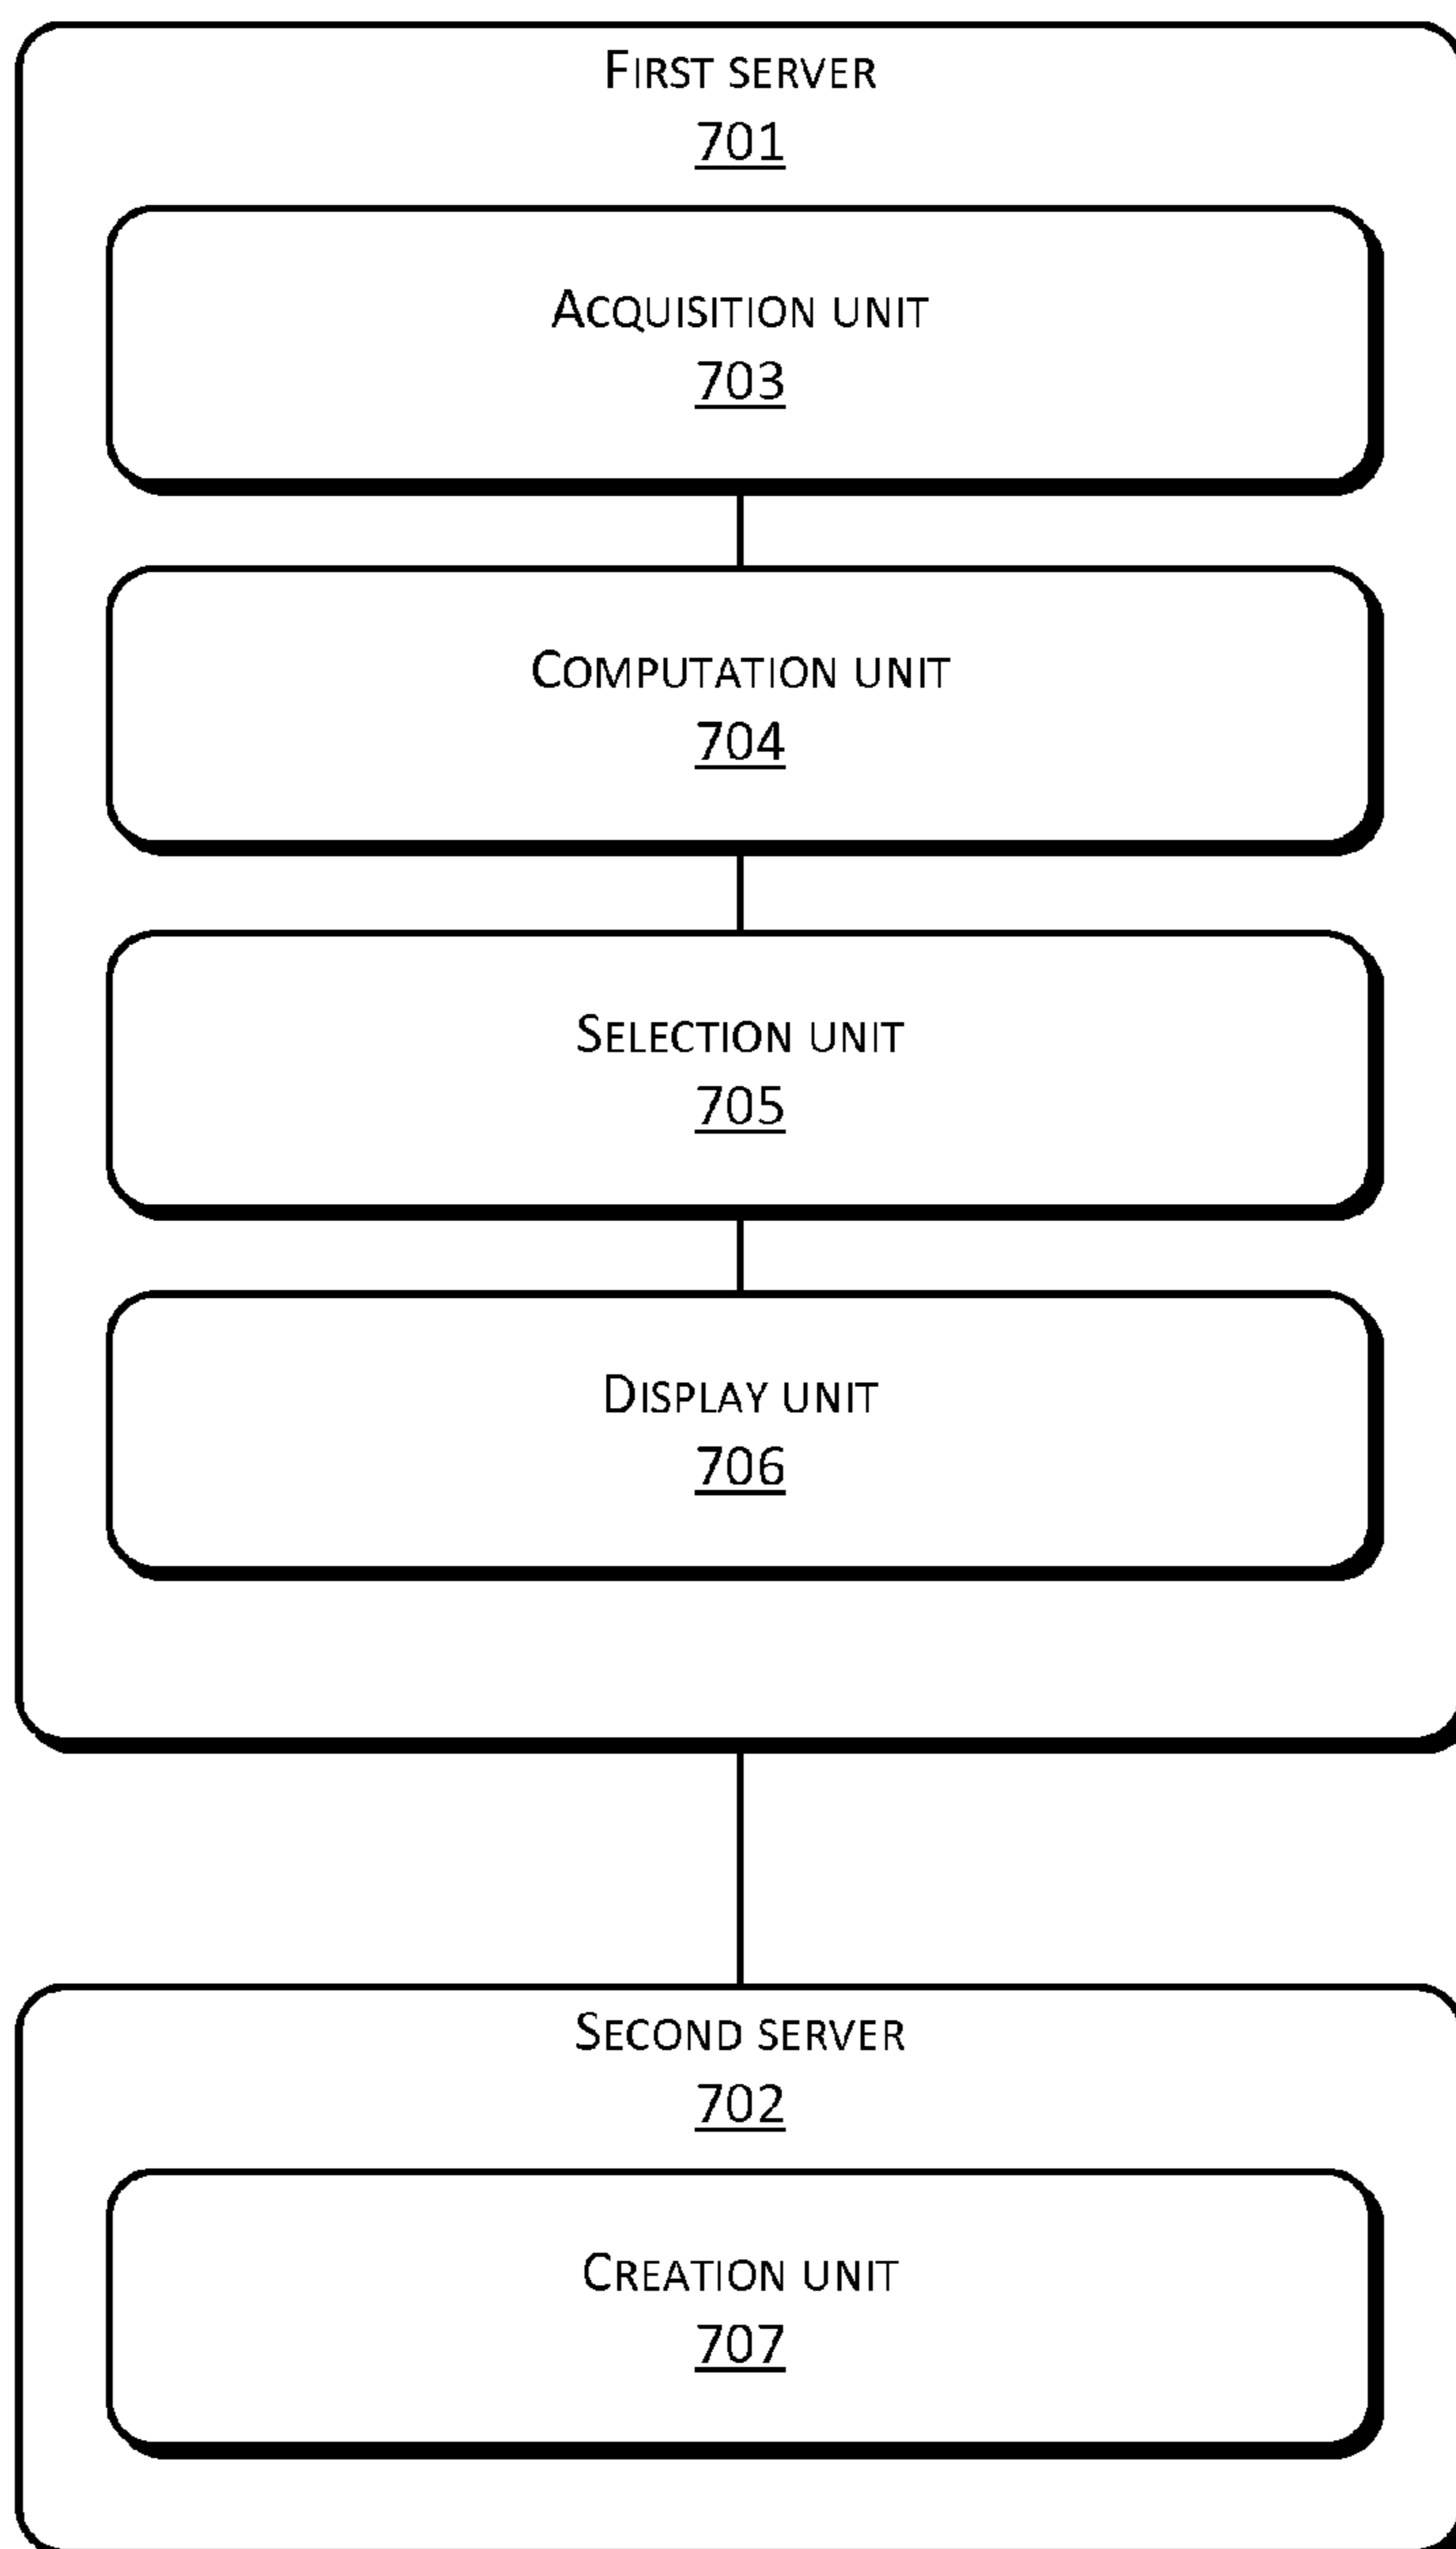 FIRST SERVER
701
ACQUISITION UNIT
703
COMPUTATION UNIT
704
SELECTION UNIT
705
DISPLAY UNIT
706
SECOND SERVER
702
CREATION UNIT
707